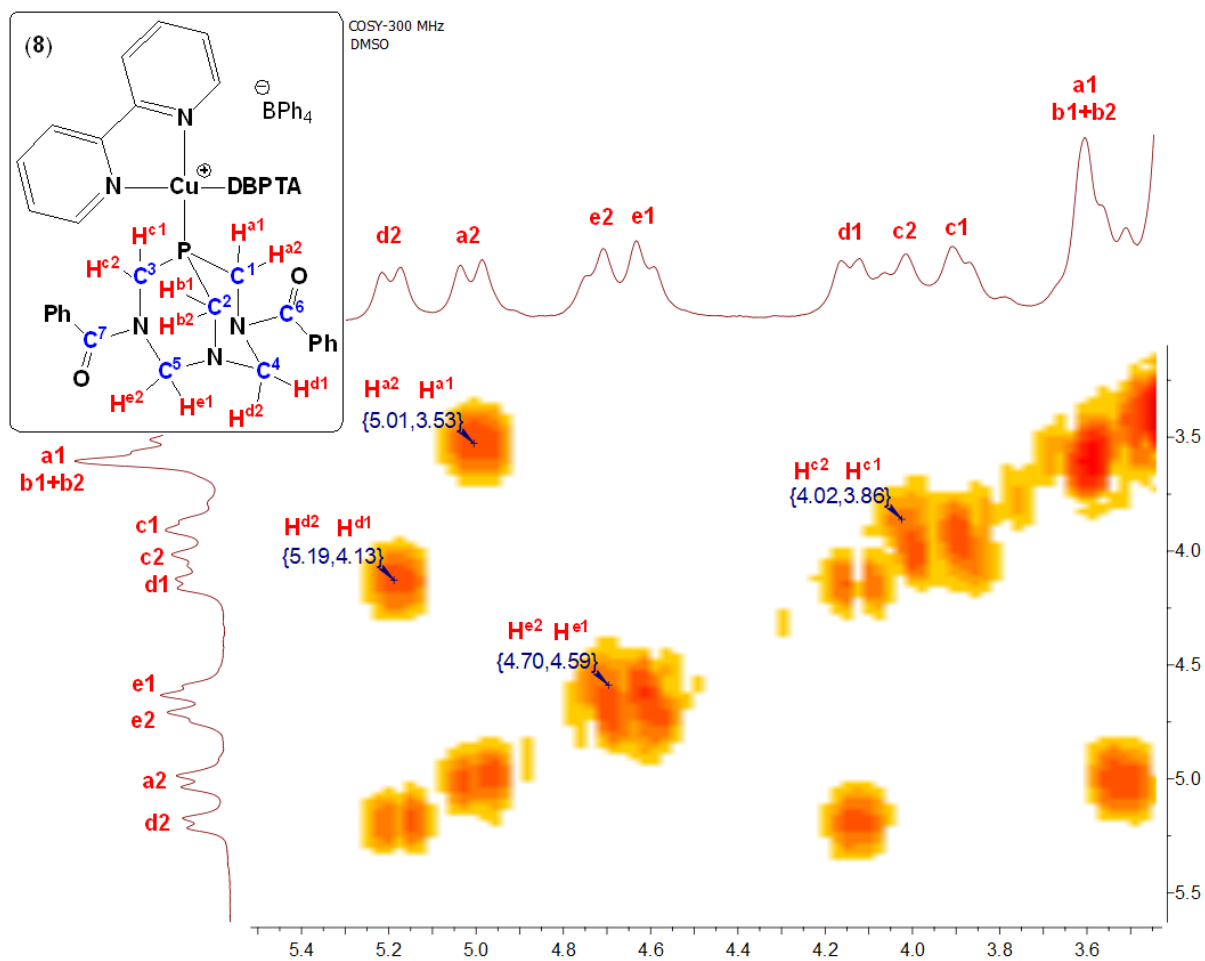 COSY-300 MHz
DMSO
(8)
N
⊖
BPh4
N Cu ⊕ DBPTA
Hc1 P Ha1
Hc2 C3 C1 Ha2
Hb1 O
C2 C6
Hb2
Ph N N
C7 Ph
O N
C5 C4
He2 He1 Hd2 Hd1
d2 a2 e2 e1 d1 c2 c1
a1
b1+b2
a1
b1+b2
c1
c2
d1
e1
e2
a2
d2
Ha2 Ha1
{5.01,3.53}
Hc2 Hc1
{4.02,3.86}
Hd2 Hd1
{5.19,4.13}
He2 He1
{4.70,4.59}
3.5
4.0
4.5
5.0
5.5
5.4 5.2 5.0 4.8 4.6 4.4 4.2 4.0 3.8 3.6